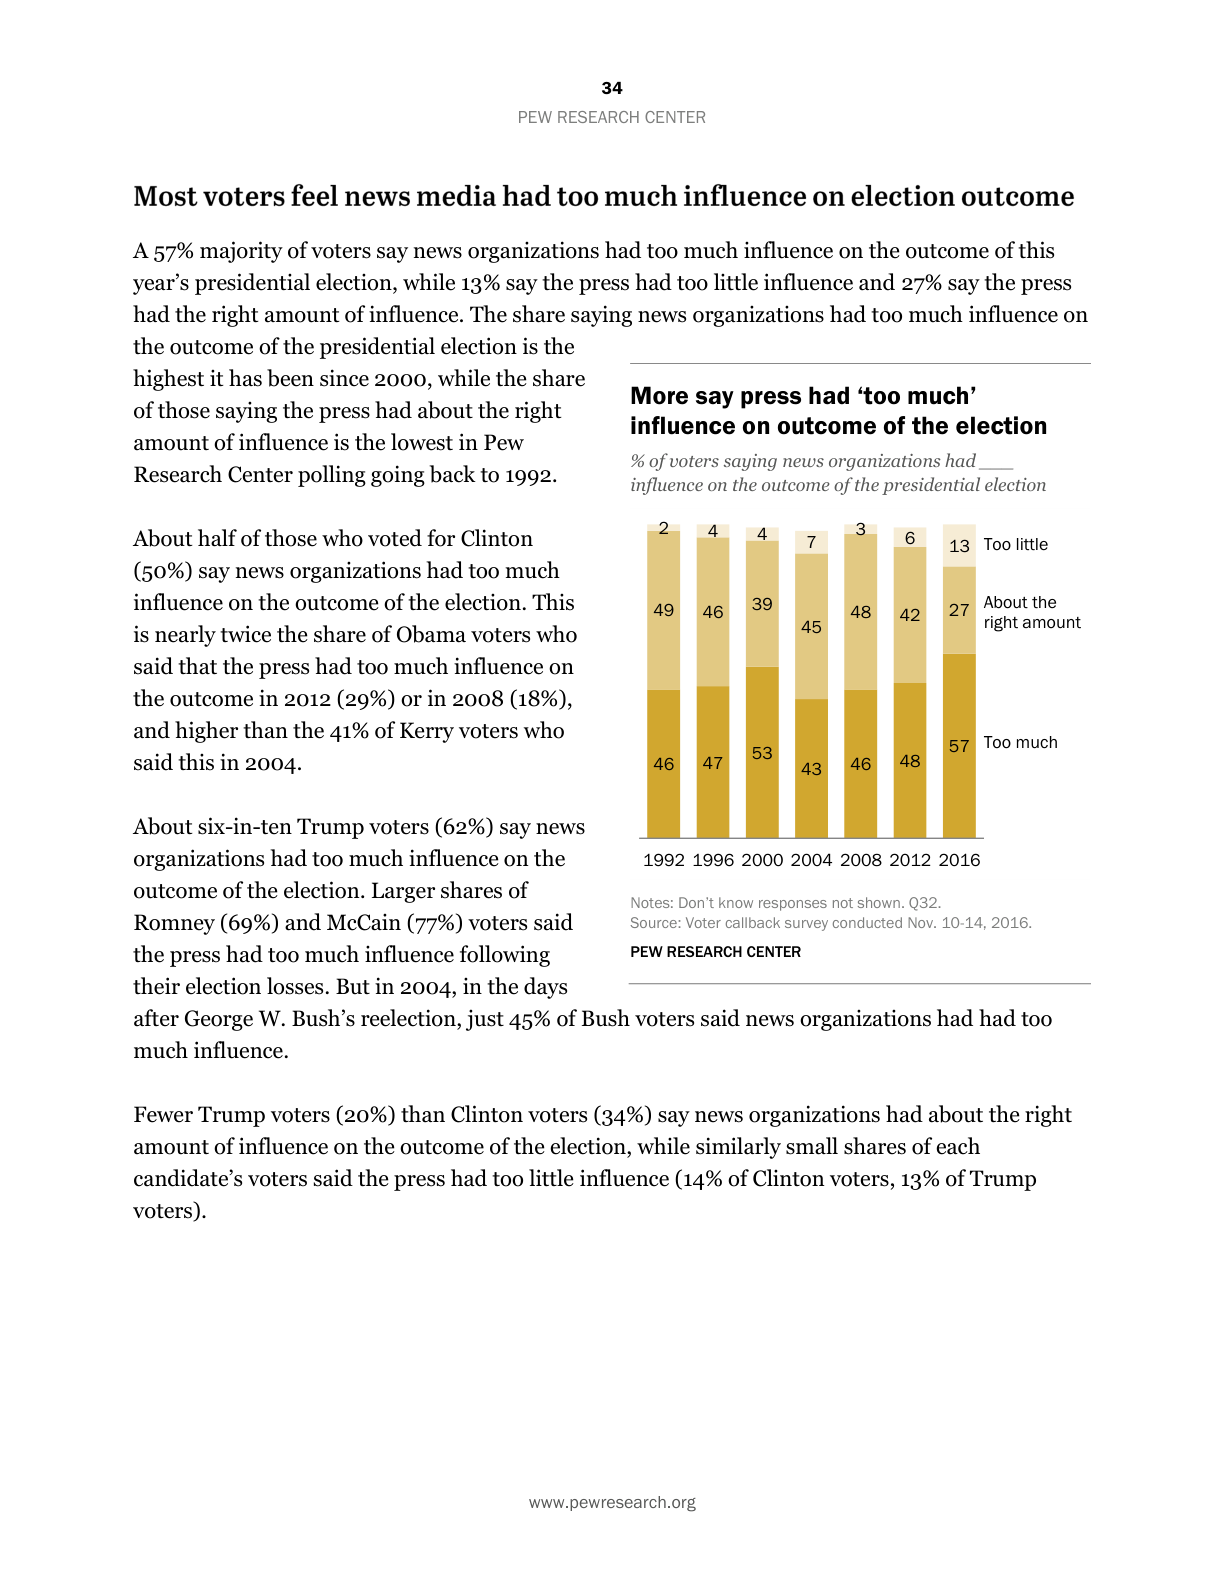 34
PEW RESEARCH CENTER
Most voters feel news media had too much influence on election outcome
A 57% majority of voters say news organizations had too much influence on the outcome of this
year’s presidential election, while 13% say the press had too little influence and 27% say the press
had the right amount of influence. The share saying news organizations had too much influence on
the outcome of the presidential election is the
highest it has been since 2000, while the share
of those saying the press had about the right
amount of influence is the lowest in Pew
Research Center polling going back to 1992.
About half of those who voted for Clinton
(50%) say news organizations had too much
influence on the outcome of the election. This
is nearly twice the share of Obama voters who
said that the press had too much influence on
the outcome in 2012 (29%) or in 2008 (18%),
and higher than the 41% of Kerry voters who
said this in 2004.
About six-in-ten Trump voters (62%) say news
organizations had too much influence on the
outcome of the election. Larger shares of
Romney (69%) and McCain (77%) voters said
the press had too much influence following
their election losses. But in 2004, in the days
after George W. Bush’s reelection, just 45% of Bush voters said news organizations had had too
much influence.
Fewer Trump voters (20%) than Clinton voters (34%) say news organizations had about the right
amount of influence on the outcome of the election, while similarly small shares of each
candidate’s voters said the press had too little influence (14% of Clinton voters, 13% of Trump
voters).
More say press had ‘too much’
influence on outcome of the election
% of voters saying news organizations had ___
influence on the outcome of the presidential election
2 4 4 7 3 6 13 Too little
49 46 39 45 48 42 27 About the
right amount
46 47 53 43 46 48 57 Too much
1992 1996 2000 2004 2008 2012 2016
Notes: Don’t know responses not shown. Q32.
Source: Voter callback survey conducted Nov. 10-14, 2016.
PEW RESEARCH CENTER
www.pewresearch.org